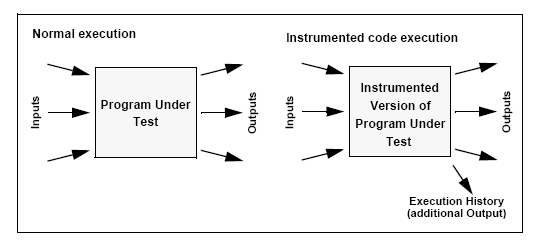 Normal execution
Inputs
Program Under
Test
Outputs
Instrumented code execution
Inputs
Instrumented
Version of
Program Under
Test
Outputs
Execution History
(additional Output)